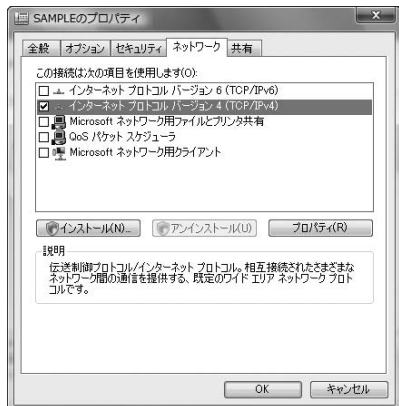 SAMPLEのプロパティ
全般 オプション セキュリティ ネットワーク 共有
この接続は次の項目を使用します(O):
インターネット プロトコル バージョン 6 (TCP/IPv6)
インターネット プロトコル バージョン 4 (TCP/IPv4)
Microsoft ネットワーク用ファイルとプリンタ共有
QoS パケット スケジューラ
Microsoft ネットワーク用クライアント
インストール(N)... アンインストール(U) プロパティ(R)
説明
伝送制御プロトコル/インターネット プロトコル。相互接続されたさまざまな
ネットワーク間の通信を提供する、既定のワイド エリア ネットワーク プロト
コルです。
OK キャンセル